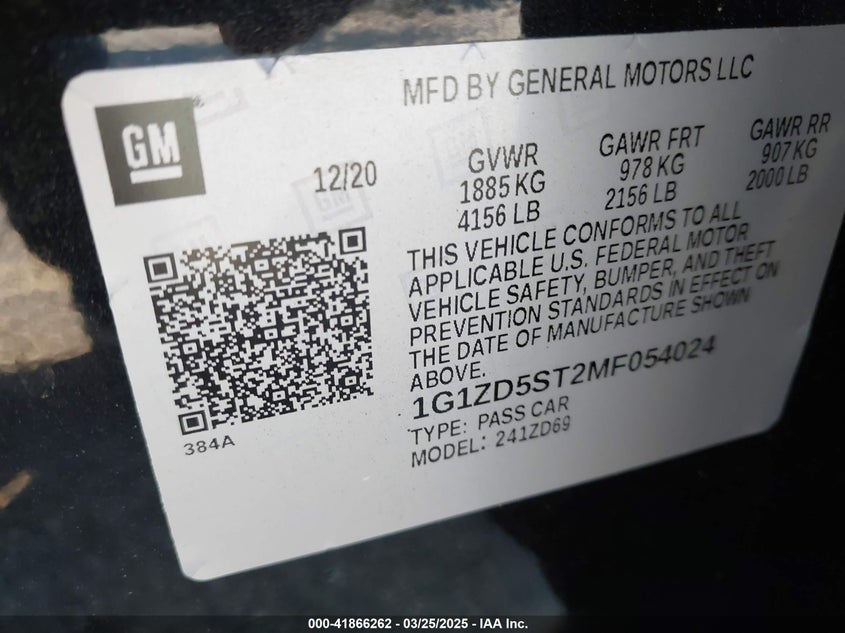 MFD BY GENERAL MOTORS LLC
GM
12/20
GVWR
1885 KG
4156 LB
GAWR FRT
978 KG
2156 LB
GAWR RR
907 KG
2000 LB
THIS VEHICLE CONFORMS TO ALL
APPLICABLE U.S. FEDERAL MOTOR
VEHICLE SAFETY, BUMPER, AND THEFT
PREVENTION STANDARDS IN EFFECT ON
THE DATE OF MANUFACTURE SHOWN
ABOVE.
1G1ZD5ST2MF054024
TYPE: PASS CAR
MODEL: 241ZD69
384A
000-41866262 - 03/25/2025 - IAA Inc.